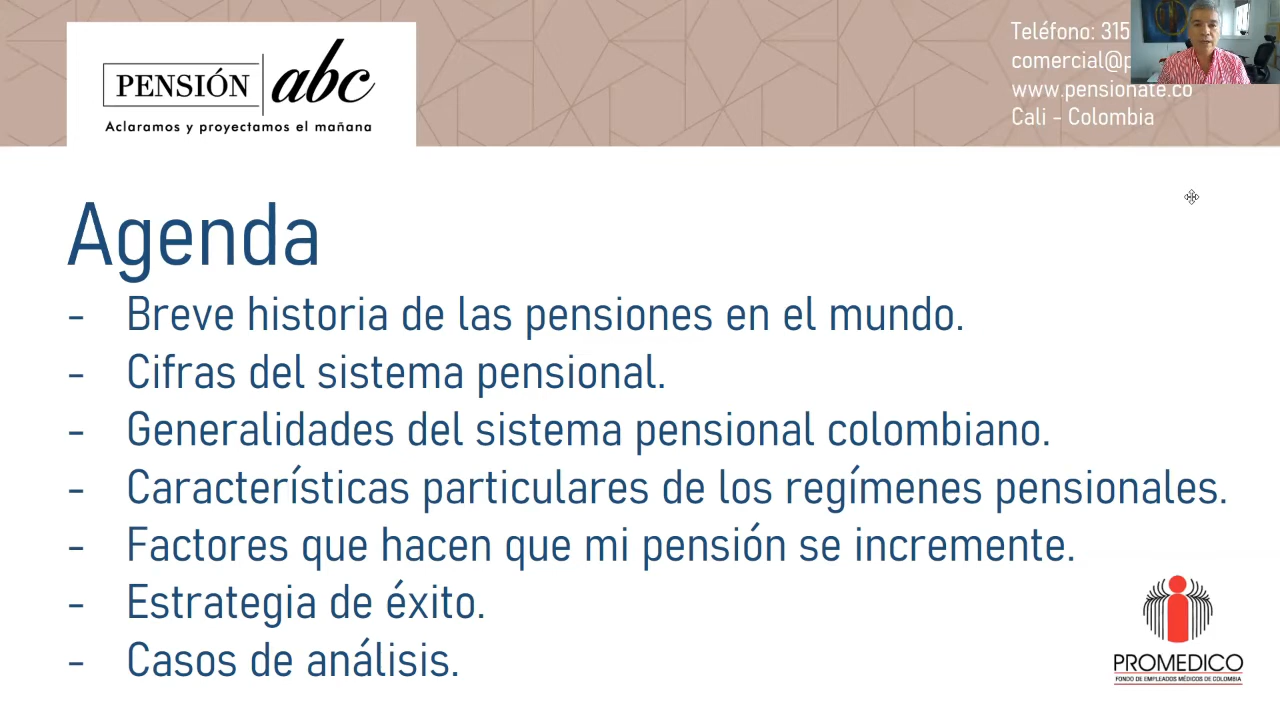 PENSIÓN abc
Aclaramos y proyectamos el mañana
Teléfono: 315
comercial@
www.pensionate.co
Cali - Colombia
Agenda
- Breve historia de las pensiones en el mundo.
- Cifras del sistema pensional.
- Generalidades del sistema pensional colombiano.
- Características particulares de los regímenes pensionales.
- Factores que hacen que mi pensión se incremente.
- Estrategia de éxito.
- Casos de análisis.
PROMEDICO
FONDO DE EMPLEADOS MÉDICOS DE COLOMBIA